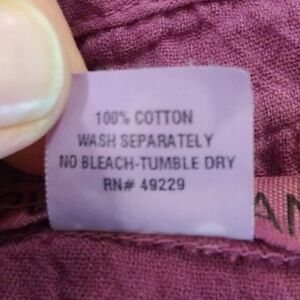 100% COTTON
WASH SEPARATELY
NO BLEACH-TUMBLE DRY
RN# 49229